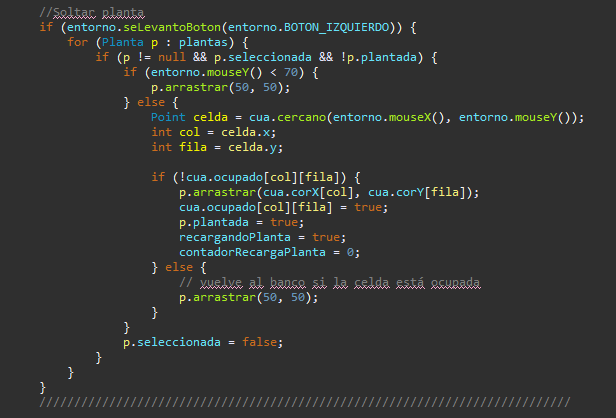 //Soltar planta
if (entorno.seLevantoBoton(entorno.BOTON_IZQUIERDO)) {
    for (Planta p : plantas) {
        if (p != null && p.seleccionada && !p.plantada) {
            if (entorno.mouseY() < 70) {
                p.arrastrar(50, 50);
            } else {
                Point celda = cua.cercano(entorno.mouseX(), entorno.mouseY());
                int col = celda.x;
                int fila = celda.y;

                if (!cua.ocupado[col][fila]) {
                    p.arrastrar(cua.corX[col], cua.corY[fila]);
                    cua.ocupado[col][fila] = true;
                    p.plantada = true;
                    recargandoPlanta = true;
                    contadorRecargaPlanta = 0;
                } else {
                    // vuelve al banco si la celda está ocupada
                    p.arrastrar(50, 50);
                }
            }
            p.seleccionada = false;
        }
    }
}
////////////////////////////////////////////////////////////////////////////